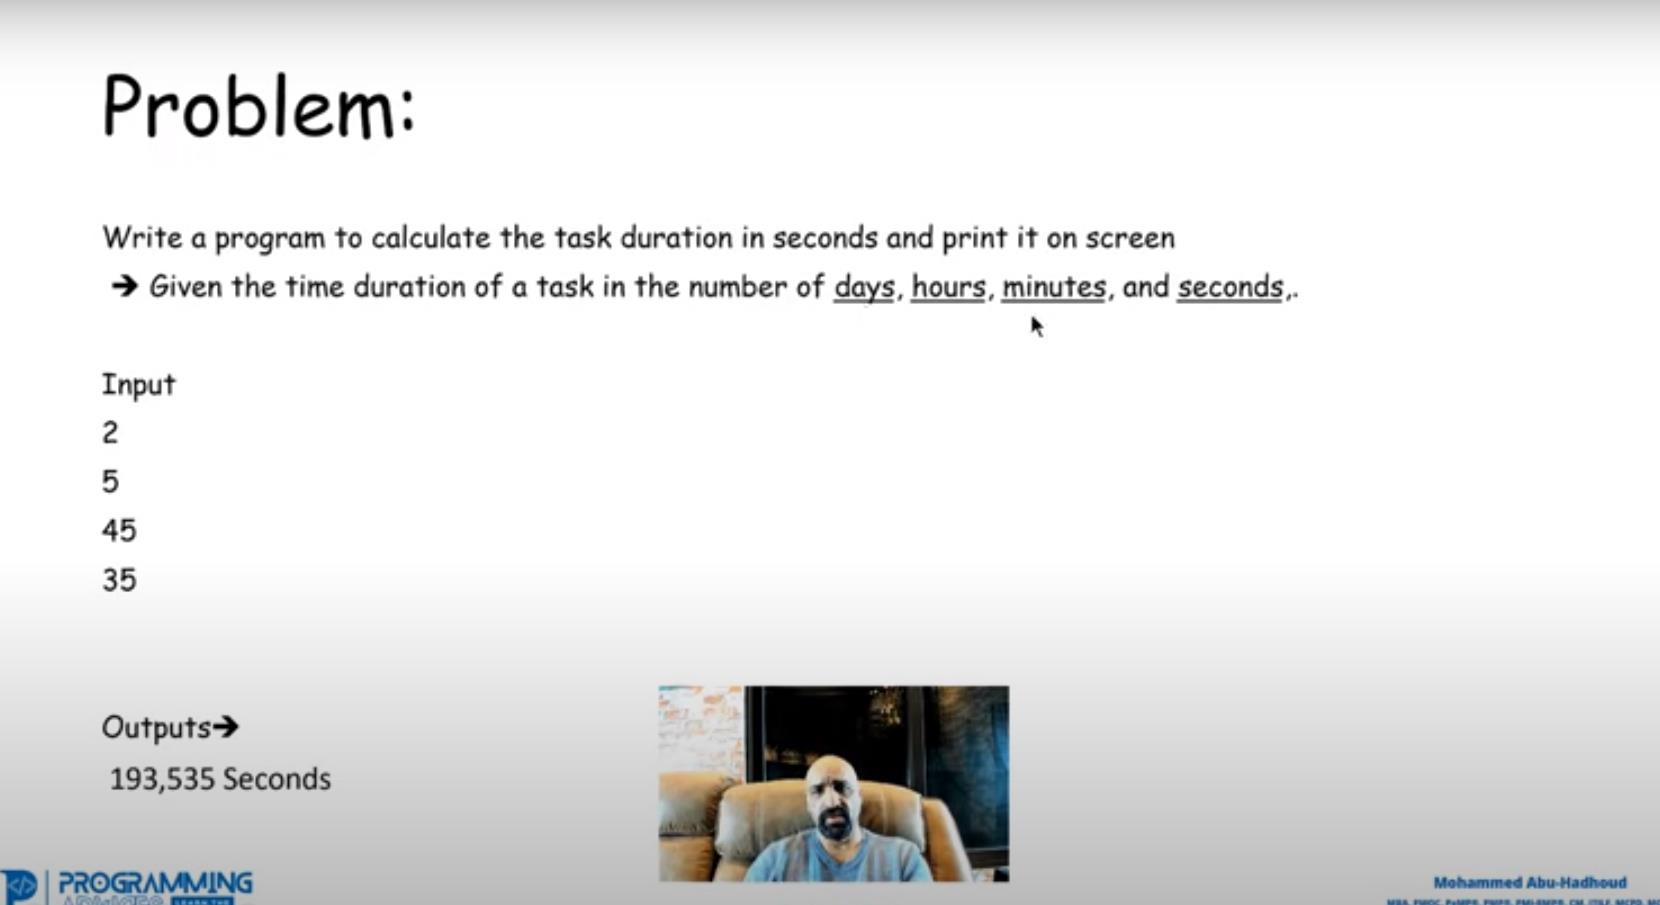 Problem:
Write a program to calculate the task duration in seconds and print it on screen
➔ Given the time duration of a task in the number of days, hours, minutes, and seconds,.
Input
2
5
45
35
Outputs➔
193,535 Seconds
PROGRAMMING
Mohammed Abu-Hadhoud